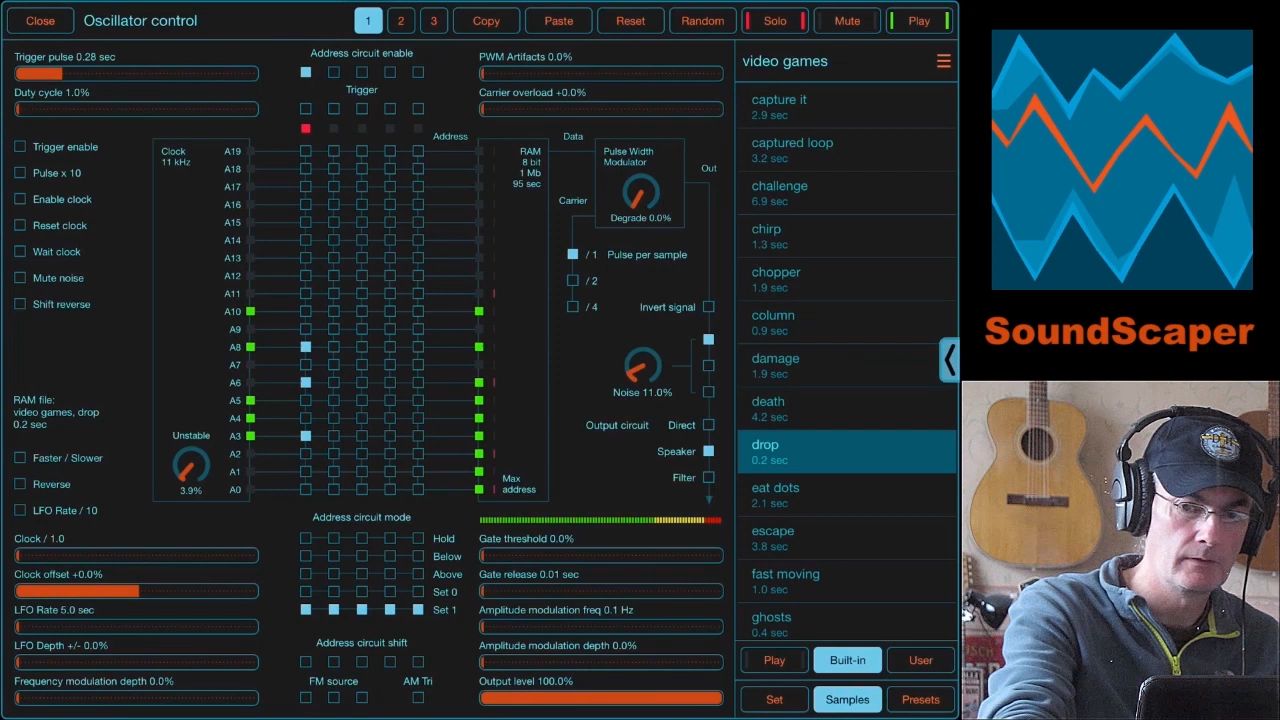 Close
Oscillator control
1
2
3
Copy
Paste
Reset
Random
Solo
Mute
Play
Trigger pulse 0.28 sec
Duty cycle 1.0%
Address circuit enable
Trigger
PWM Artifacts 0.0%
Carrier overload +0.0%
Trigger enable
Pulse x 10
Enable clock
Reset clock
Wait clock
Mute noise
Shift reverse
RAM file:
video games, drop
0.2 sec
Faster / Slower
Reverse
LFO Rate / 10
Clock
11 kHz
A19
A18
A17
A16
A15
A14
A13
A12
A11
A10
A9
A8
A7
A6
A5
A4
A3
A2
A1
A0
Unstable
3.9%
Address
RAM
8 bit
1 Mb
95 sec
Max
address
Data
Pulse Width
Modulator
Degrade 0.0%
Out
Carrier
/ 1 Pulse per sample
/ 2
/ 4
Invert signal
Noise 11.0%
Output circuit
Direct
Speaker
Filter
Clock / 1.0
Clock offset +0.0%
LFO Rate 5.0 sec
LFO Depth +/- 0.0%
Frequency modulation depth 0.0%
Address circuit mode
Hold
Below
Above
Set 0
Set 1
Address circuit shift
FM source
AM Tri
Gate threshold 0.0%
Gate release 0.01 sec
Amplitude modulation freq 0.1 Hz
Amplitude modulation depth 0.0%
Output level 100.0%
video games
capture it
2.9 sec
captured loop
3.2 sec
challenge
6.9 sec
chirp
1.3 sec
chopper
1.9 sec
column
0.9 sec
damage
1.9 sec
death
4.2 sec
drop
0.2 sec
eat dots
2.1 sec
escape
3.8 sec
fast moving
1.0 sec
ghosts
0.4 sec
Play
Built-in
User
Set
Samples
Presets
SoundScaper